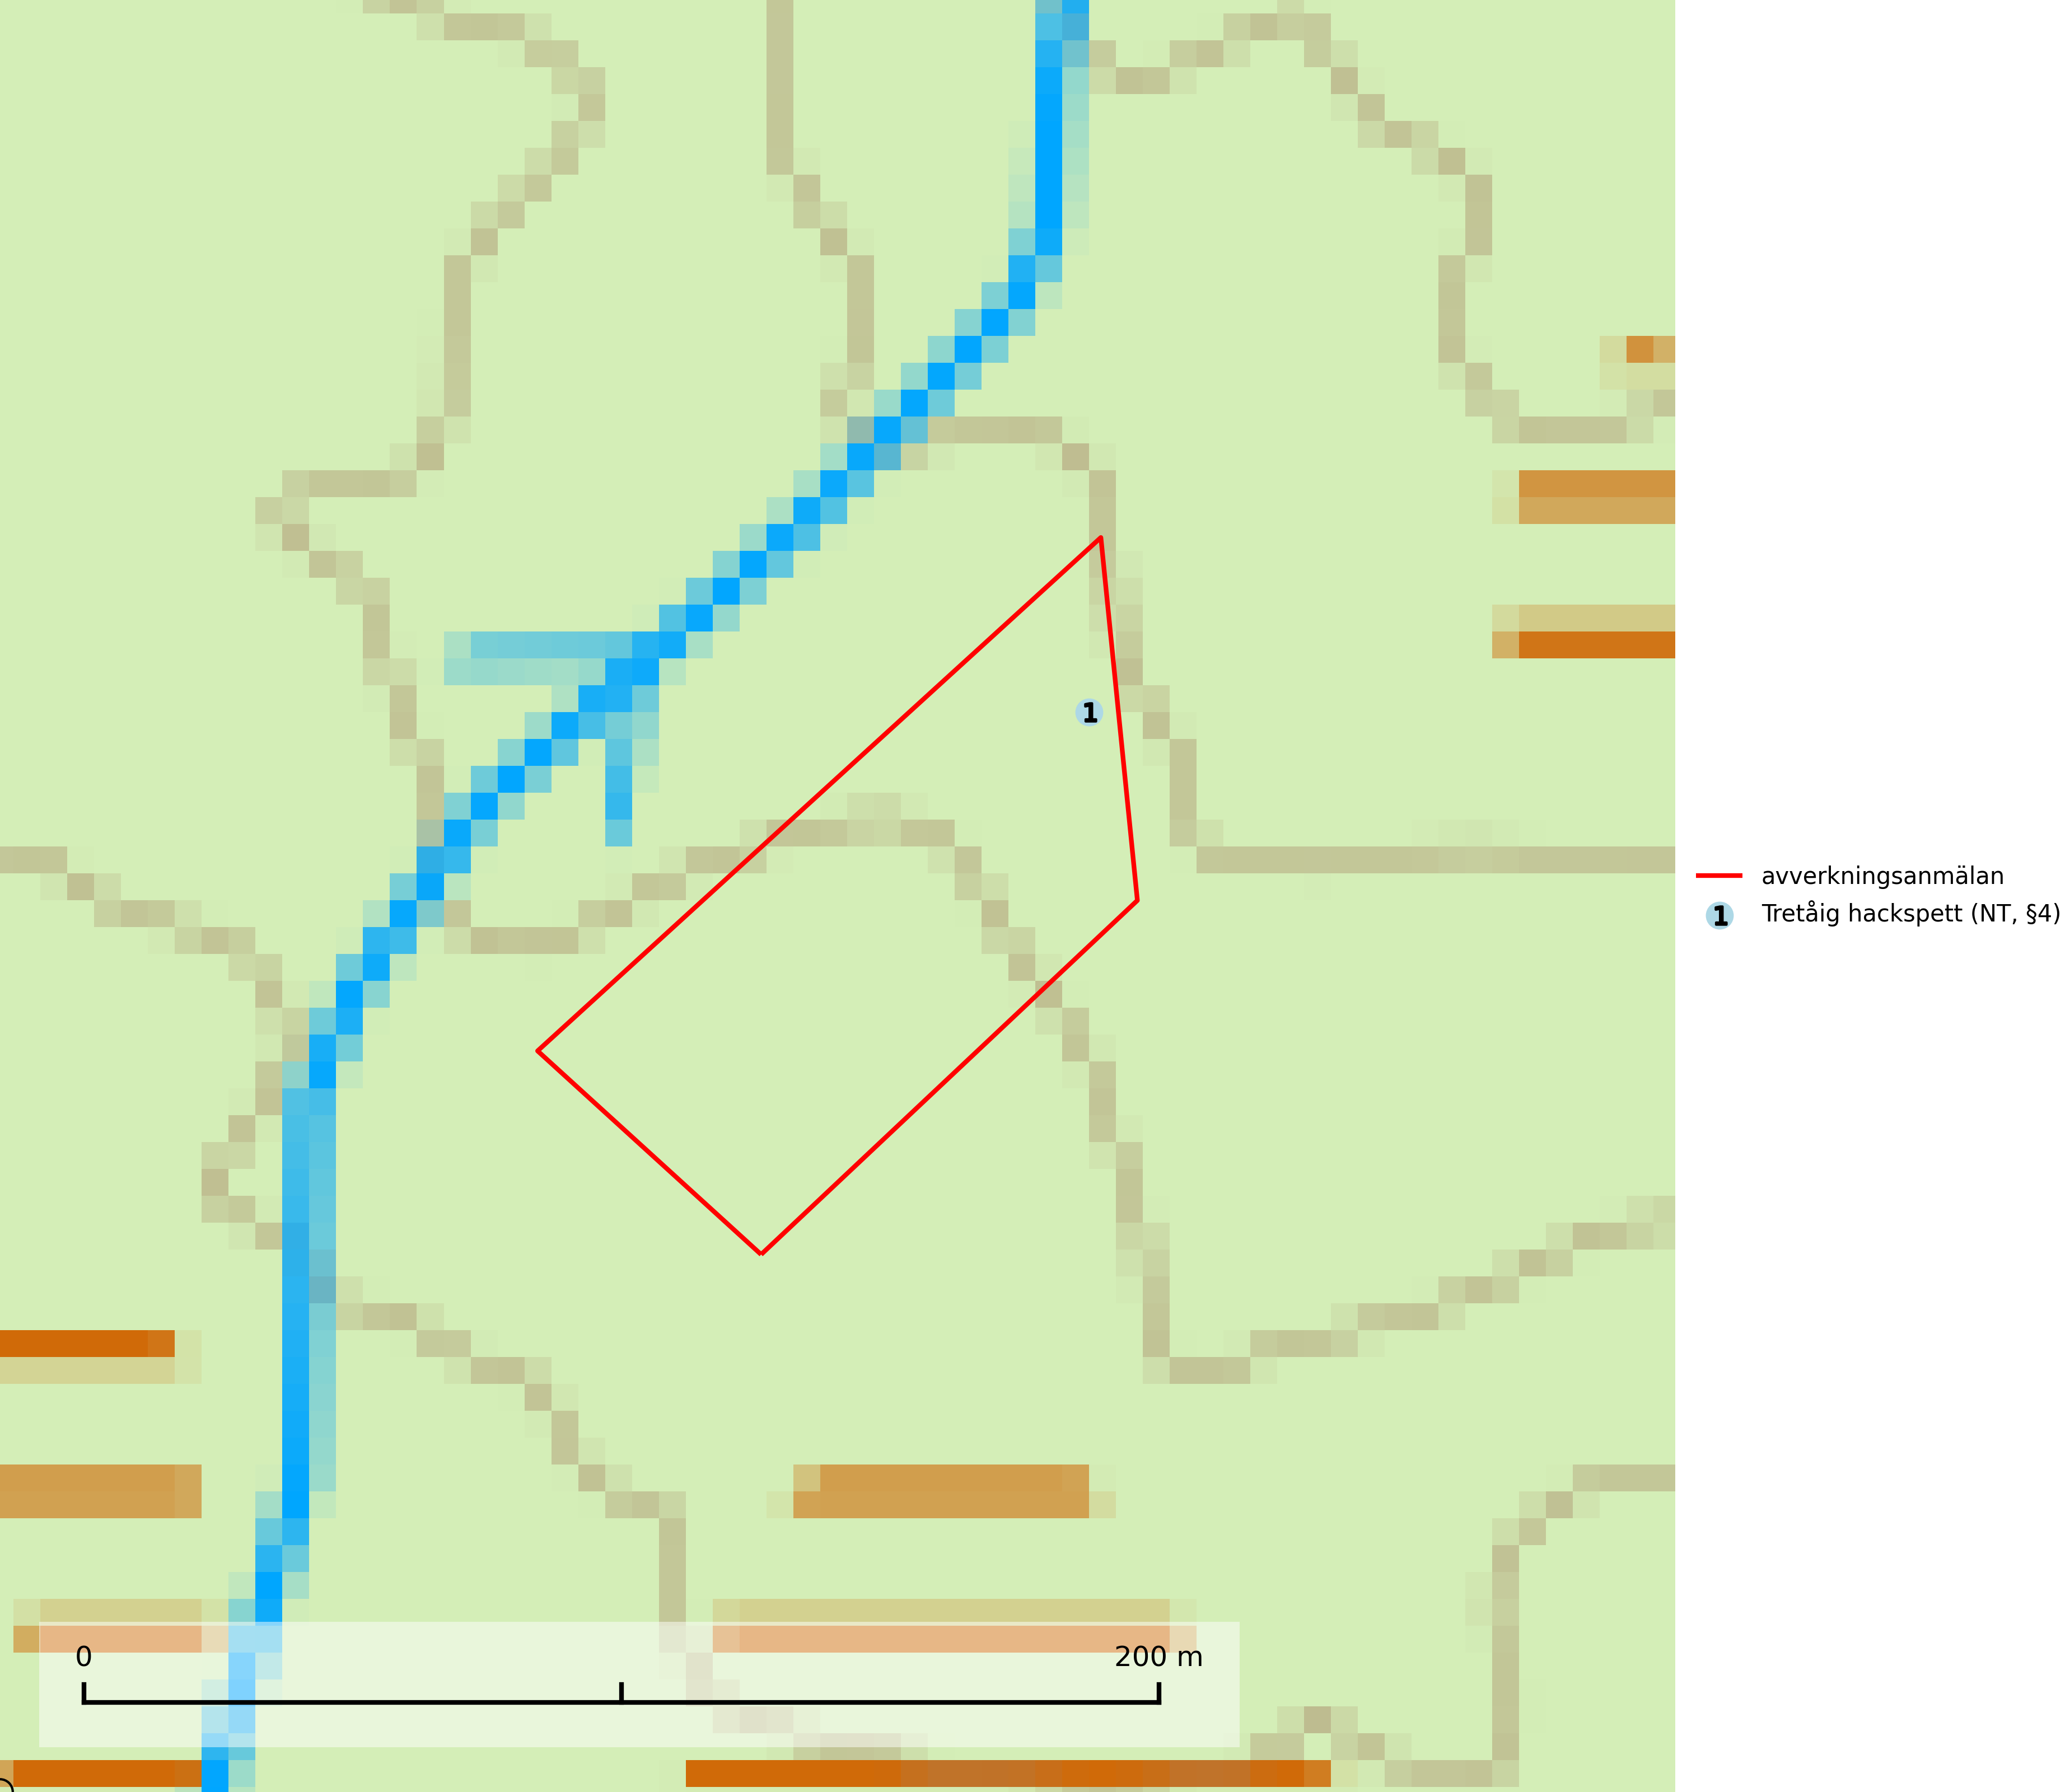 1
avverkningsanmälan
1 Tretåig hackspett (NT, §4)
0 200 m